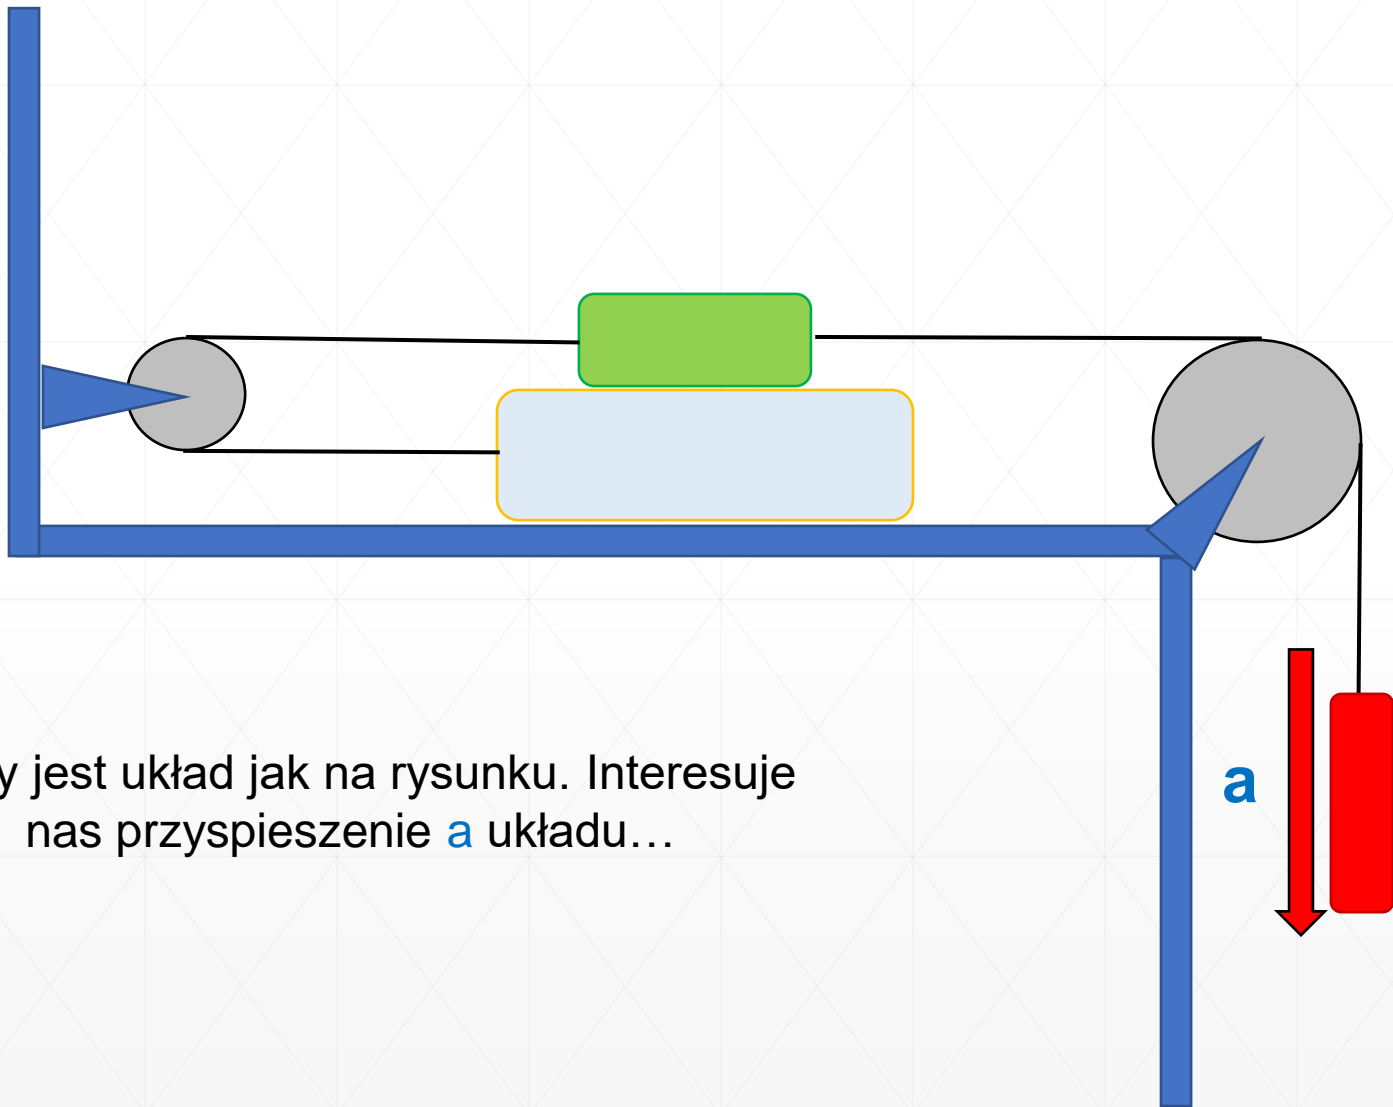 y jest układ jak na rysunku. Interesuje
nas przyspieszenie a układu…
a